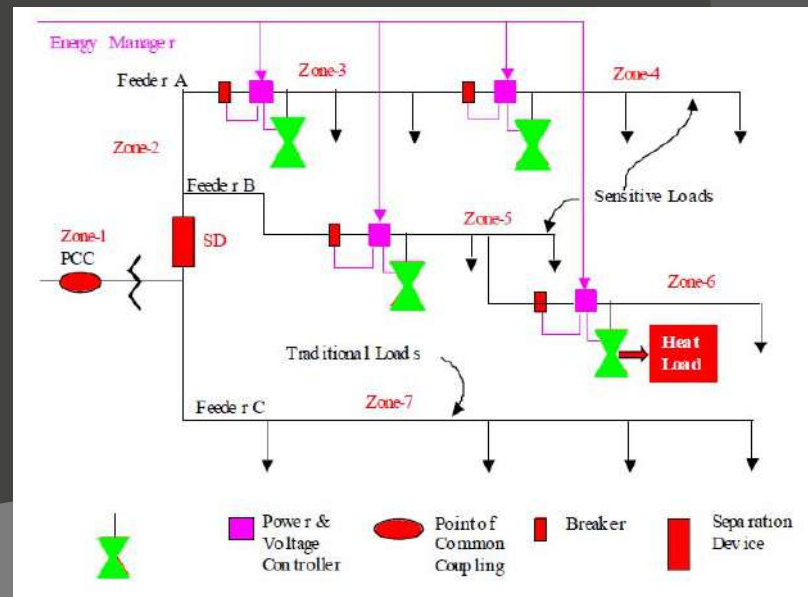 Energy Manager
Feeder A
Zone-3
Zone-4
Zone-2
Feeder B
Sensitive Loads
Zone-5
Zone-1
PCC
SD
Zone-6
Heat
Load
Traditional Loads
Feeder C
Zone-7
Power &
Voltage
Controller
Point of
Common
Coupling
Breaker
Separation
Device